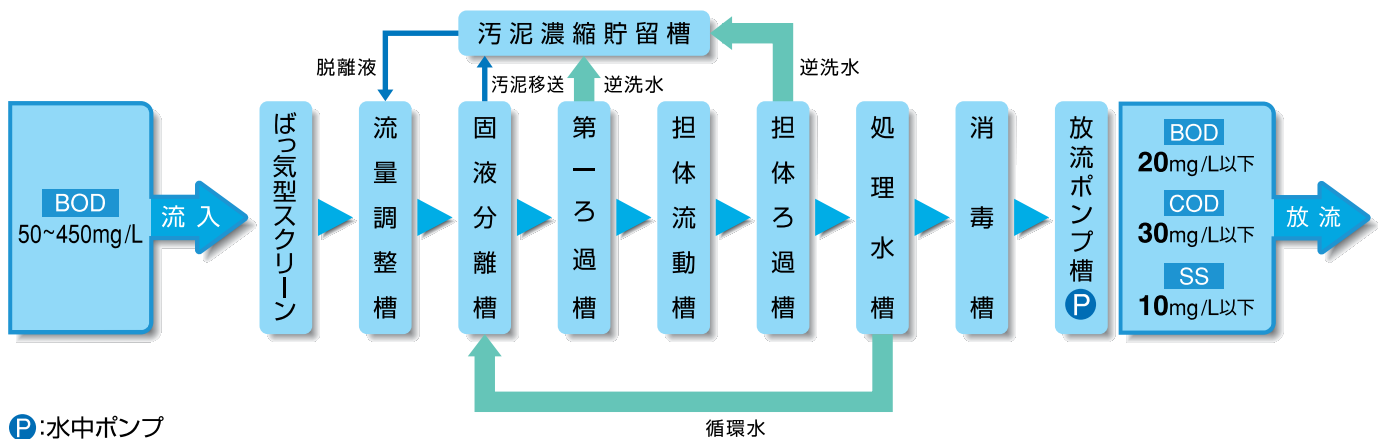 汚泥濃縮貯留槽
脱離液
汚泥移送
逆洗水
逆洗水
BOD
50~450mg/L
流入
ばっ気型スクリーン
流量調整槽
固液分離槽
第一ろ過槽
担体流動槽
担体ろ過槽
処理水槽
消毒槽
放流ポンプ槽
P
BOD
20mg/L以下
COD
30mg/L以下
SS
10mg/L以下
放流
循環水
P:水中ポンプ